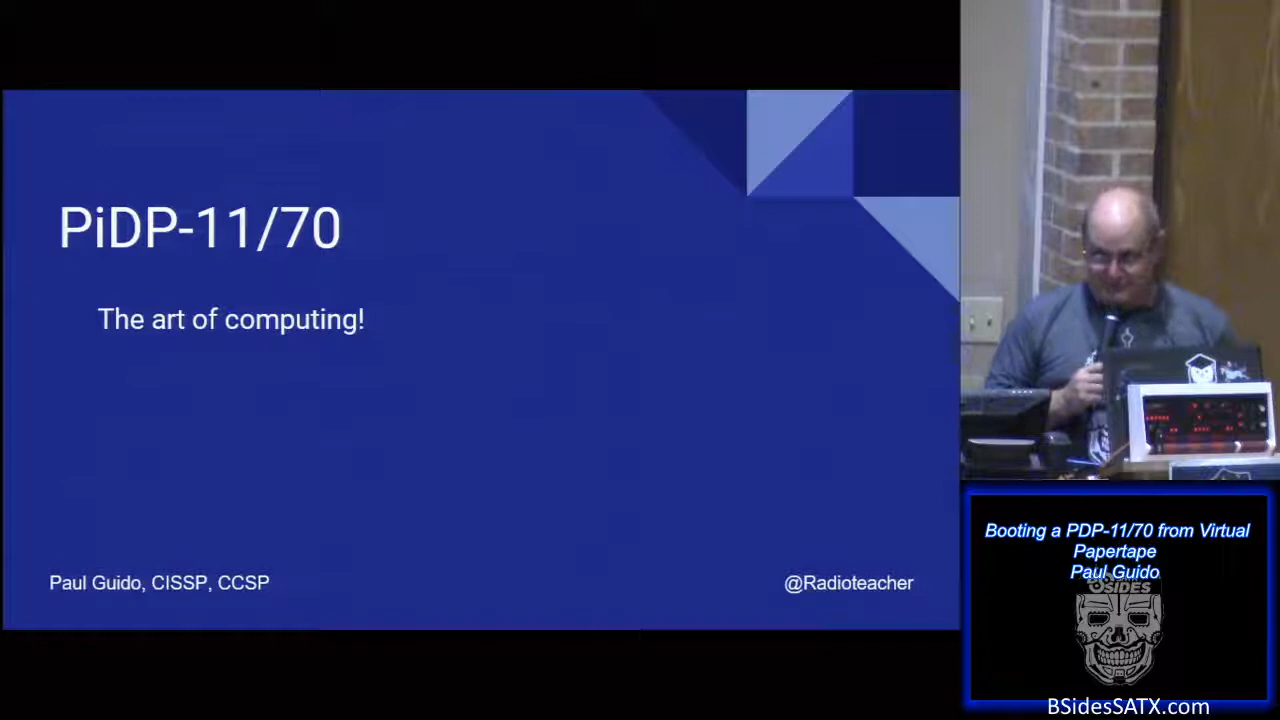 PiDP-11/70
The art of computing!
Paul Guido, CISSP, CCSP
@Radioteacher
Booting a PDP-11/70 from Virtual
Papertape
Paul Guido
BSIDES
BSidesSATX.com